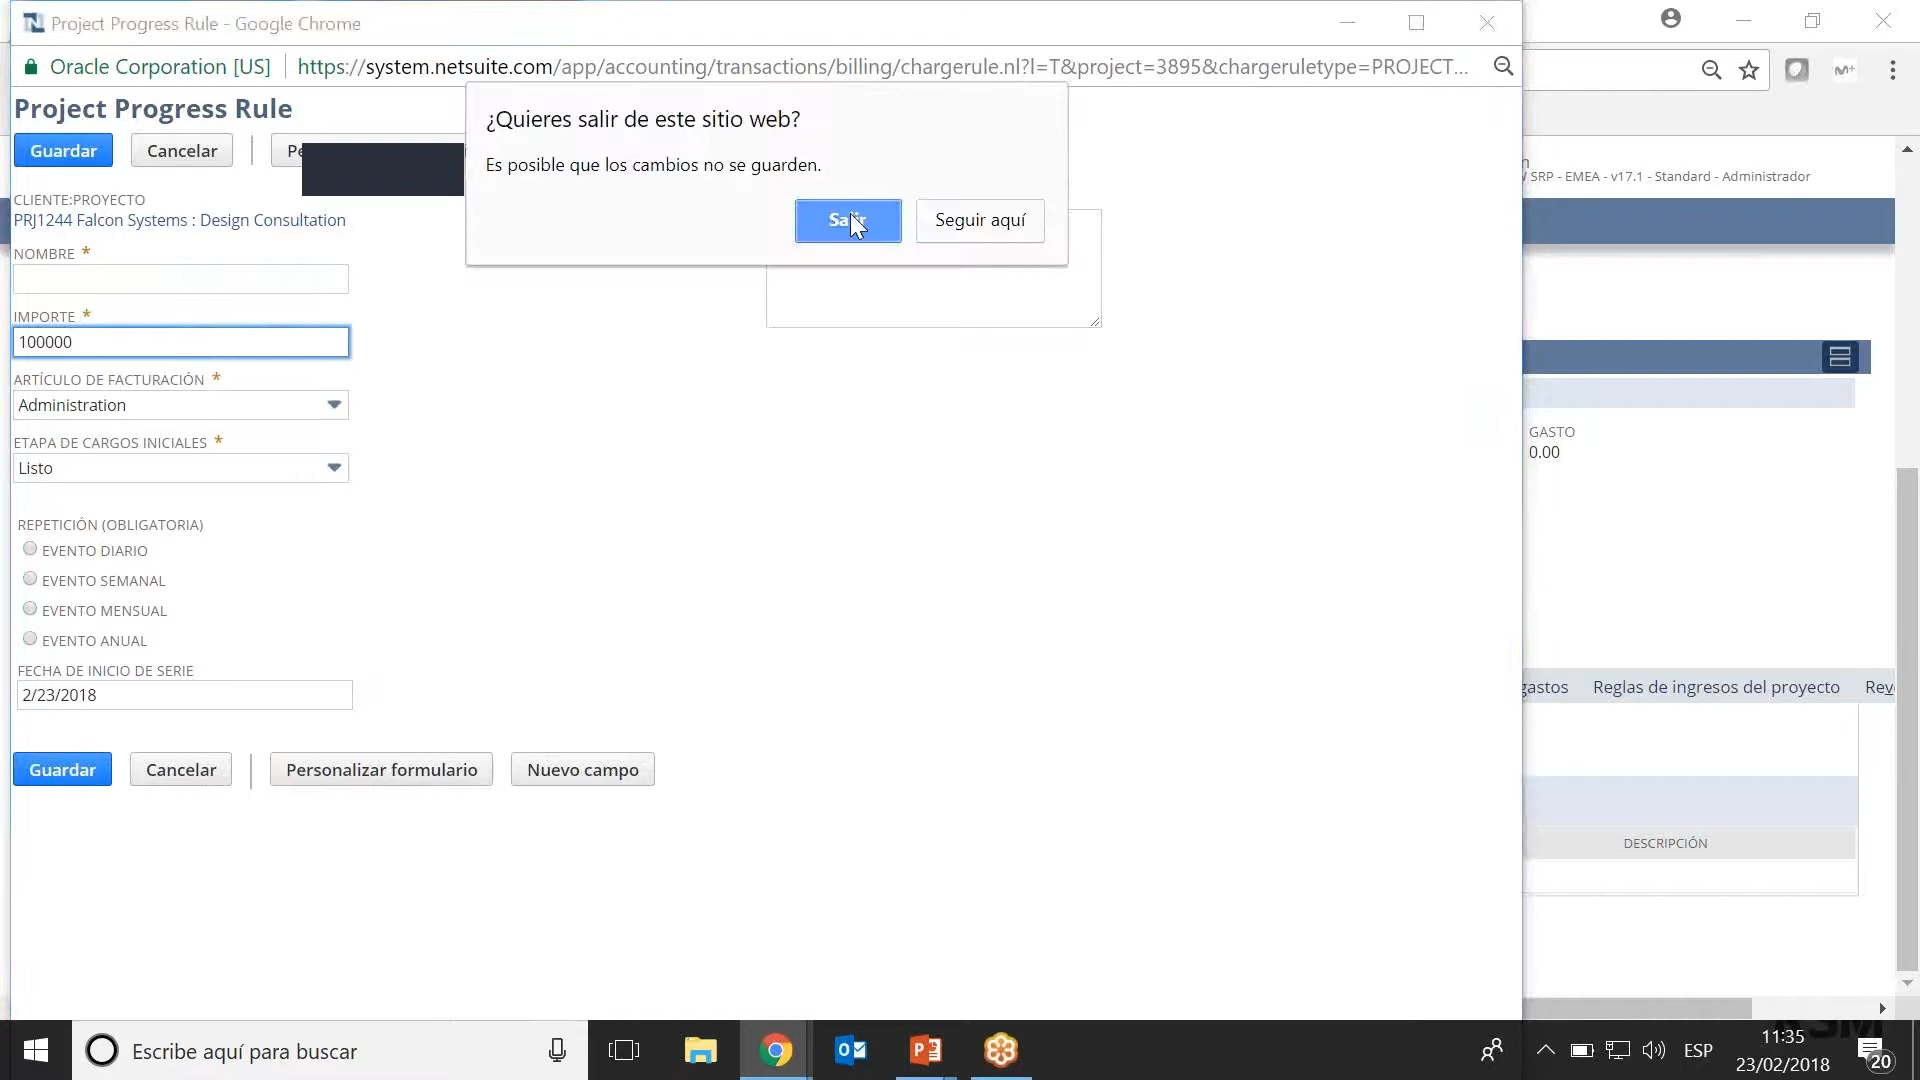 Project Progress Rule - Google Chrome
Oracle Corporation [US]
https://system.netsuite.com/app/accounting/transactions/billing/chargerule.nl?l=T&project=3895&chargeruletype=PROJECT...
Project Progress Rule
¿Quieres salir de este sitio web?
Es posible que los cambios no se guarden.
Salir
Seguir aquí
Guardar
Cancelar
CLIENTE:PROYECTO
PRJ1244 Falcon Systems : Design Consultation
NOMBRE *
IMPORTE *
100000
ARTÍCULO DE FACTURACIÓN *
Administration
ETAPA DE CARGOS INICIALES *
Listo
REPETICIÓN (OBLIGATORIA)
EVENTO DIARIO
EVENTO SEMANAL
EVENTO MENSUAL
EVENTO ANUAL
FECHA DE INICIO DE SERIE
2/23/2018
Guardar
Cancelar
Personalizar formulario
Nuevo campo
SRP - EMEA - v17.1 - Standard - Administrador
GASTO
0.00
gastos
Reglas de ingresos del proyecto
DESCRIPCIÓN
Escribe aquí para buscar
ESP
11:35
23/02/2018
20